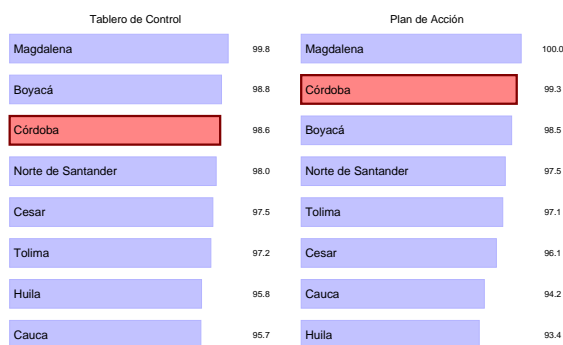 Tablero de Control
Magdalena 99.8
Boyacá 98.8
Córdoba 98.6
Norte de Santander 98.0
Cesar 97.5
Tolima 97.2
Huila 95.8
Cauca 95.7
Plan de Acción
Magdalena 100.0
Córdoba 99.3
Boyacá 98.5
Norte de Santander 97.5
Tolima 97.1
Cesar 96.1
Cauca 94.2
Huila 93.4